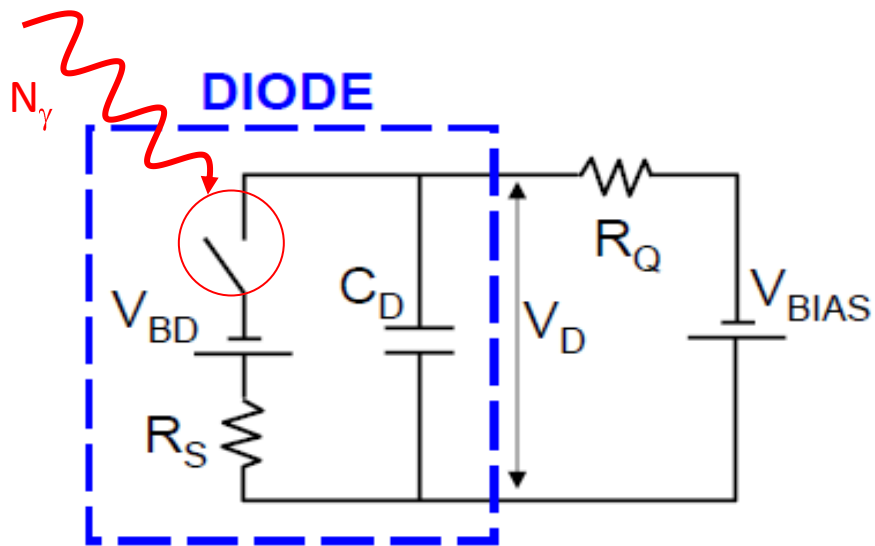 DIODE
Nγ
RQ
CD
VBIAS
VBD
VD
RS